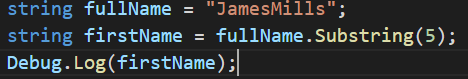 string fullName = "JamesMills";
string firstName = fullName.Substring(5);
Debug.Log(firstName);